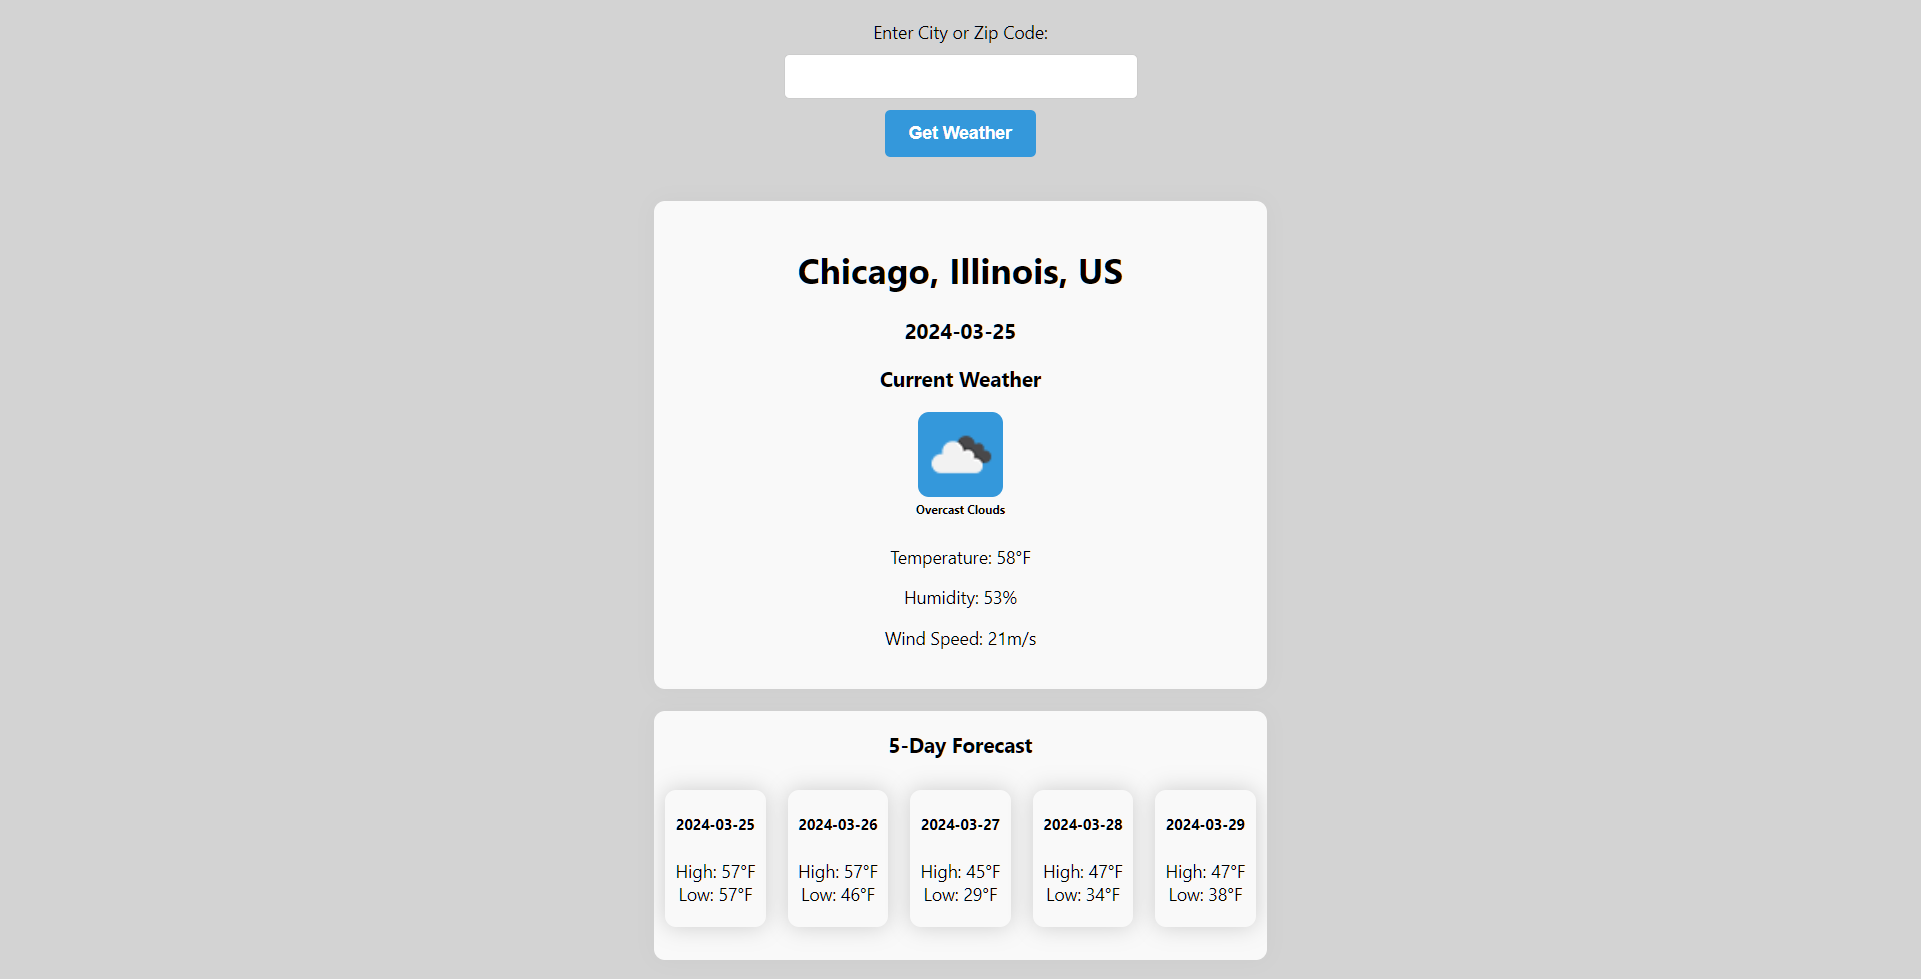 Enter City or Zip Code:
Get Weather
Chicago, Illinois, US
2024-03-25
Current Weather
Overcast Clouds
Temperature: 58°F
Humidity: 53%
Wind Speed: 21m/s
5-Day Forecast
2024-03-25
High: 57°F
Low: 57°F
2024-03-26
High: 57°F
Low: 46°F
2024-03-27
High: 45°F
Low: 29°F
2024-03-28
High: 47°F
Low: 34°F
2024-03-29
High: 47°F
Low: 38°F